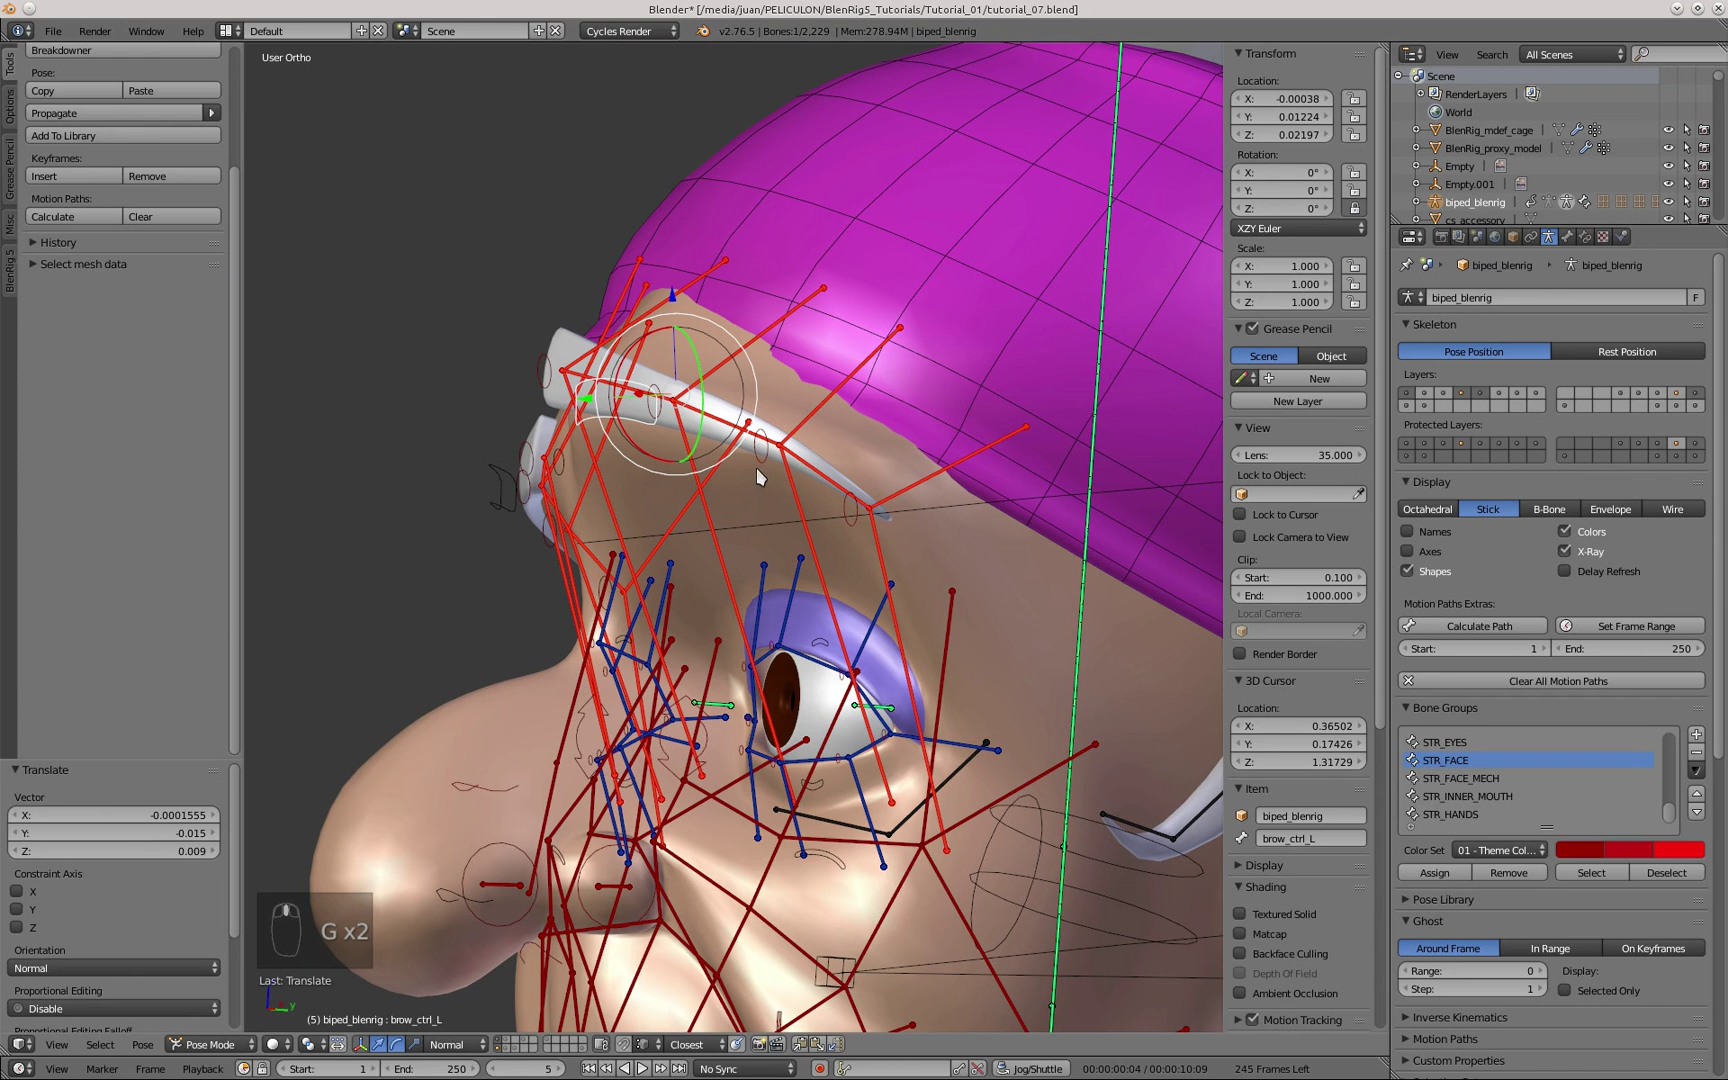 Blender* [/media/juan/PELICULON/BlenRig5_Tutorials/Tutorial_01/tutorial_07.blend]
File Render Window Help Default Scene Cycles Render v2.76.5 | Bones:1/2,229 | Mem:278.94M | biped_blenrig
Breakdowner
Pose:
Copy Paste
Propagate
Add To Library
Keyframes:
Insert Remove
Motion Paths:
Calculate Clear
History
Select mesh data
Tools
Options
Grease Pencil
Misc
BlenRig 5
Translate
Vector
X: -0.0001555
Y: -0.015
Z: 0.009
Constraint Axis
X
Y
Z
Orientation
Normal
Proportional Editing
Disable
Proportional Editing Falloff
User Ortho
G x2
Last: Translate
y
(5) biped_blenrig : brow_ctrl_L
Transform
Location:
X: -0.00038
Y: 0.01224
Z: 0.02197
Rotation:
X: 0°
Y: 0°
Z: 0°
XZY Euler
Scale:
X: 1.000
Y: 1.000
Z: 1.000
Grease Pencil
Scene Object
New
New Layer
View
Lens: 35.000
Lock to Object:
Lock to Cursor
Lock Camera to View
Clip:
Start: 0.100
End: 1000.000
Local Camera:
Render Border
3D Cursor
Location:
X: 0.36502
Y: 0.17426
Z: 1.31729
Item
biped_blenrig
brow_ctrl_L
Display
Shading
Textured Solid
Matcap
Backface Culling
Depth Of Field
Ambient Occlusion
Motion Tracking
View Search All Scenes
Scene
RenderLayers
World
BlenRig_mdef_cage
BlenRig_proxy_model
Empty
Empty.001
biped_blenrig
cs_accessory
biped_blenrig biped_blenrig
biped_blenrig F
Skeleton
Pose Position Rest Position
Layers:
Protected Layers:
Display
Octahedral Stick B-Bone Envelope Wire
Names Colors
Axes X-Ray
Shapes Delay Refresh
Motion Paths Extras:
Calculate Path Set Frame Range
Start: 1 End: 250
Clear All Motion Paths
Bone Groups
STR_EYES
STR_FACE
STR_FACE_MECH
STR_INNER_MOUTH
STR_HANDS
Color Set 01 - Theme Col...
Assign Remove Select Deselect
Pose Library
Ghost
Around Frame In Range On Keyframes
Range: 0 Display:
Step: 1 Selected Only
Inverse Kinematics
Motion Paths
Custom Properties
View Select Pose Pose Mode Normal Closest
View Marker Frame Playback Start: 1 End: 250 5 No Sync Jog/Shuttle 00:00:00:04 / 00:00:10:09 245 Frames Left